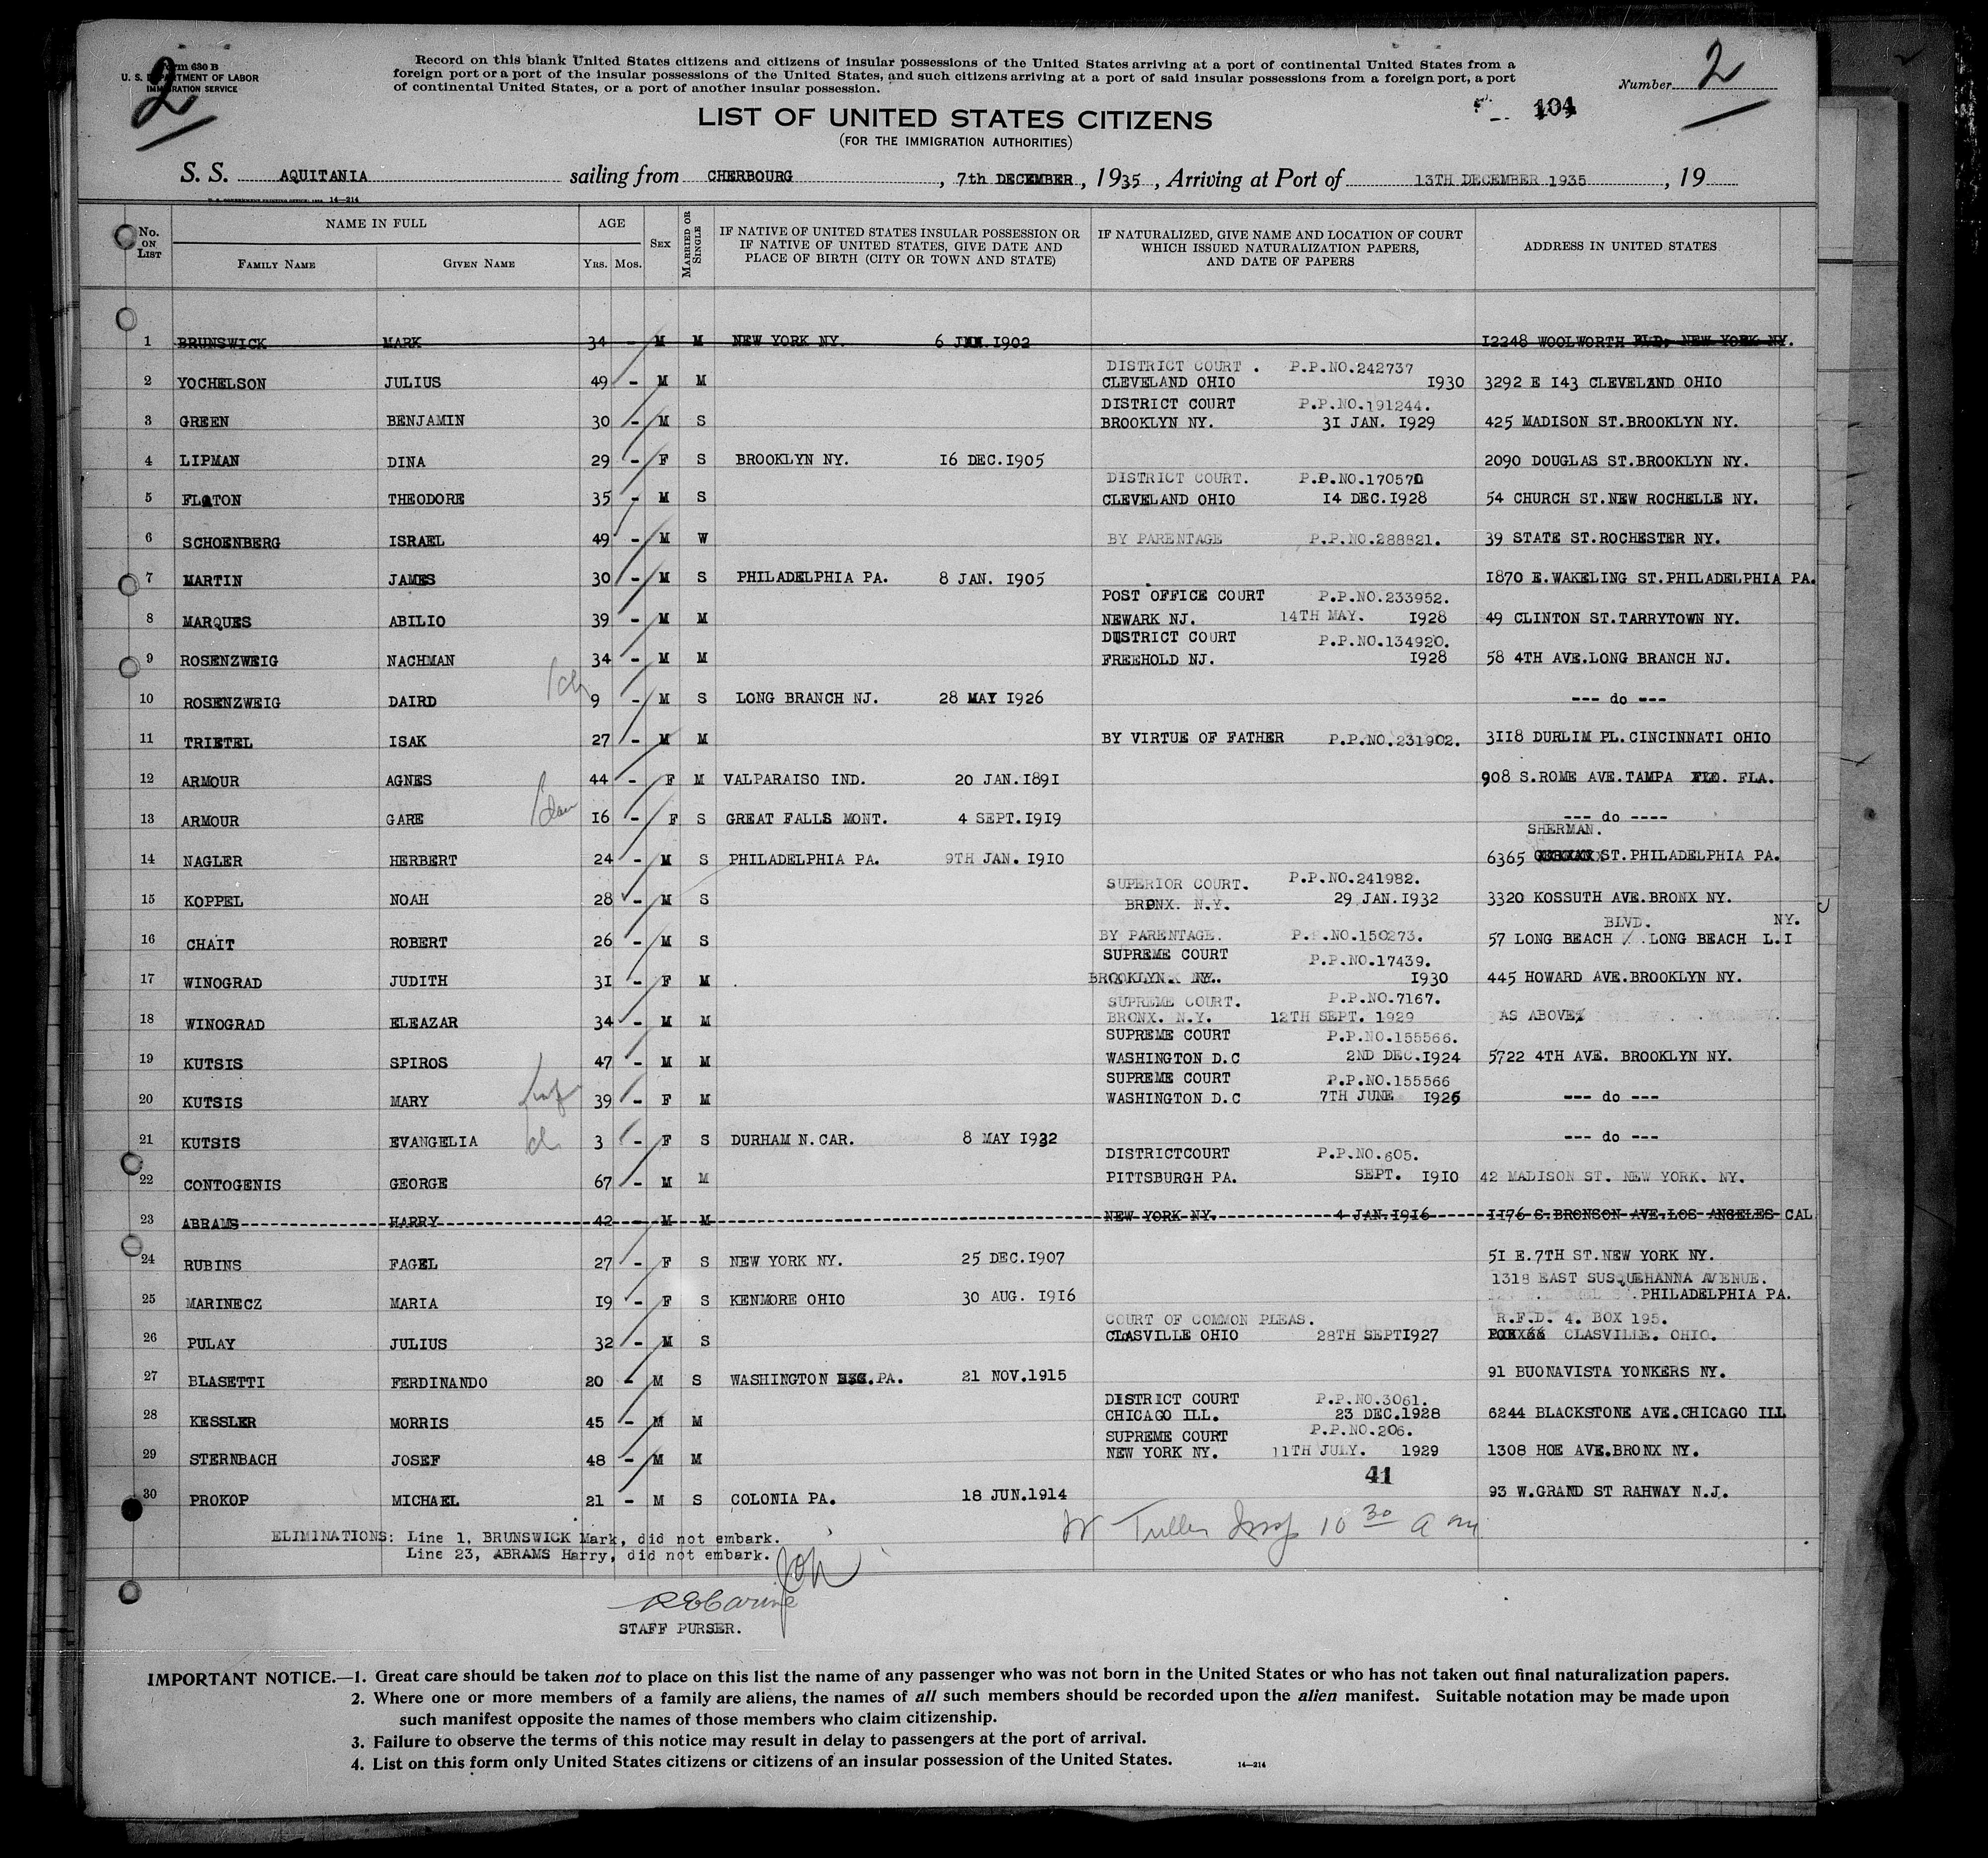 2
Form 630 B
U. S. DEPARTMENT OF LABOR
IMMIGRATION SERVICE
Record on this blank United States citizens and citizens of insular possessions of the United States arriving at a port of continental United States from a
foreign port or a port of the insular possessions of the United States, and such citizens arriving at a port of said insular possessions from a foreign port, a port
of continental United States, or a port of another insular possession.
Number 2
104
LIST OF UNITED STATES CITIZENS
(FOR THE IMMIGRATION AUTHORITIES)
S. S. AQUITANIA sailing from CHERBOURG, 7th DECEMBER, 1935, Arriving at Port of 13TH DECEMBER 1935, 19
14-214
No. ON LIST NAME IN FULL AGE SEX MARRIED OR SINGLE IF NATIVE OF UNITED STATES INSULAR POSSESSION OR IF NATIVE OF UNITED STATES, GIVE DATE AND PLACE OF BIRTH (CITY OR TOWN AND STATE) IF NATURALIZED, GIVE NAME AND LOCATION OF COURT WHICH ISSUED NATURALIZATION PAPERS, AND DATE OF PAPERS ADDRESS IN UNITED STATES
FAMILY NAME GIVEN NAME YRS. MOS.
1 BRUNSWICK MARK 34 - M M NEW YORK NY. 6 JAN.1902 12248 WOOLWORTH BLD, NEW YORK NY.
DISTRICT COURT . P.P.NO.242737
2 YOCHELSON JULIUS 49 - M M CLEVELAND OHIO 1930 3292 E 143 CLEVELAND OHIO
DISTRICT COURT P.P.NO.191244.
3 GREEN BENJAMIN 30 - M S BROOKLYN NY. 31 JAN. 1929 425 MADISON ST.BROOKLYN NY.
4 LIPMAN DINA 29 - F S BROOKLYN NY. 16 DEC.1905 2090 DOUGLAS ST.BROOKLYN NY.
DISTRICT COURT. P.P.NO.170571
5 FLATON THEODORE 35 - M S CLEVELAND OHIO 14 DEC.1928 54 CHURCH ST.NEW ROCHELLE NY.
6 SCHOENBERG ISRAEL 49 - M W BY PARENTAGE P.P.NO.288821. 39 STATE ST.ROCHESTER NY.
7 MARTIN JAMES 30 - M S PHILADELPHIA PA. 8 JAN. 1905 1870 E.WAKELING ST.PHILADELPHIA PA.
POST OFFICE COURT P.P.NO.233952.
8 MARQUES ABILIO 39 - M M NEWARK NJ. 14TH MAY. 1928 49 CLINTON ST.TARRYTOWN NY.
DISTRICT COURT P.P.NO.134920.
9 ROSENZWEIG NACHMAN 34 - M M FREEHOLD NJ. 1928 58 4TH AVE.LONG BRANCH NJ.
10 ROSENZWEIG DAIRD 9 - M S LONG BRANCH NJ. 28 MAY 1926 --- do ---
11 TRIETEL ISAK 27 - M M BY VIRTUE OF FATHER P.P.NO.231902. 3118 DURLIM PL.CINCINNATI OHIO
12 ARMOUR AGNES 44 - F M VALPARAISO IND. 20 JAN.1891 908 S.ROME AVE.TAMPA FLA.
13 ARMOUR GARE 16 - F S GREAT FALLS MONT. 4 SEPT.1919 --- do ----
SHERMAN.
14 NAGLER HERBERT 24 - M S PHILADELPHIA PA. 9TH JAN. 1910 6365 ST.PHILADELPHIA PA.
SUPERIOR COURT. P.P.NO.241982.
15 KOPPEL NOAH 28 - M S BRONX. N.Y. 29 JAN.1932 3320 KOSSUTH AVE.BRONX NY.
BLVD. NY.
16 CHAIT ROBERT 26 - M S BY PARENTAGE. P.P.NO.150273. 57 LONG BEACH / .LONG BEACH L.I
SUPREME COURT P.P.NO.17439.
17 WINOGRAD JUDITH 31 - F M BROOKLYN. NY. 1930 445 HOWARD AVE.BROOKLYN NY.
SUPREME COURT. P.P.NO.7167.
18 WINOGRAD ELEAZAR 34 - M M BRONX. N.Y. 12TH SEPT. 1929 AS ABOVE
SUPREME COURT P.P.NO.155566.
19 KUTSIS SPIROS 47 - M M WASHINGTON D.C 2ND DEC.1924 5722 4TH AVE. BROOKLYN NY.
SUPREME COURT P.P.NO.155566
20 KUTSIS MARY 39 - F M WASHINGTON D.C 7TH JUNE 1926 --- do ---
21 KUTSIS EVANGELIA 3 - F S DURHAM N.CAR. 8 MAY 1932 --- do ---
DISTRICTCOURT P.P.NO.605.
22 CONTOGENIS GEORGE 67 - M M PITTSBURGH PA. SEPT. 1910 42 MADISON ST. NEW YORK. NY.
23 ABRAMS HARRY 42 - M M NEW YORK NY. 4 JAN.1916 1176 S.BRONSON AVE.LOS ANGELES CAL
24 RUBINS FAGEL 27 - F S NEW YORK NY. 25 DEC.1907 51 E.7TH ST.NEW YORK NY.
1318 EAST SUSQUEHANNA AVENUE.
25 MARINECZ MARIA 19 - F S KENMORE OHIO 30 AUG. 1916 PHILADELPHIA PA.
COURT OF COMMON PLEAS. R.F.D. 4. BOX 195.
26 PULAY JULIUS 32 - M S CLASVILLE OHIO 28TH SEPT1927 CLASVILLE. OHIO.
27 BLASETTI FERDINANDO 20 - M S WASHINGTON PA. 21 NOV.1915 91 BUONAVISTA YONKERS NY.
DISTRICT COURT P.P.NO.3061.
28 KESSLER MORRIS 45 - M M CHICAGO ILL. 23 DEC.1928 6244 BLACKSTONE AVE.CHICAGO ILL
SUPREME COURT P.P.NO.206.
29 STERNBACH JOSEF 48 - M M NEW YORK NY. 11TH JULY. 1929 1308 HOE AVE.BRONX NY.
41
30 PROKOP MICHAEL 21 - M S COLONIA PA. 18 JUN.1914 93 W.GRAND ST RAHWAY N.J.
W Tuller Insp 10 30 a m
ELIMINATIONS: Line 1, BRUNSWICK Mark, did not embark.
Line 23, ABRAMS Harry, did not embark.
STAFF PURSER.
IMPORTANT NOTICE.—1. Great care should be taken not to place on this list the name of any passenger who was not born in the United States or who has not taken out final naturalization papers.
2. Where one or more members of a family are aliens, the names of all such members should be recorded upon the alien manifest. Suitable notation may be made upon
such manifest opposite the names of those members who claim citizenship.
3. Failure to observe the terms of this notice may result in delay to passengers at the port of arrival.
4. List on this form only United States citizens or citizens of an insular possession of the United States.
14—214